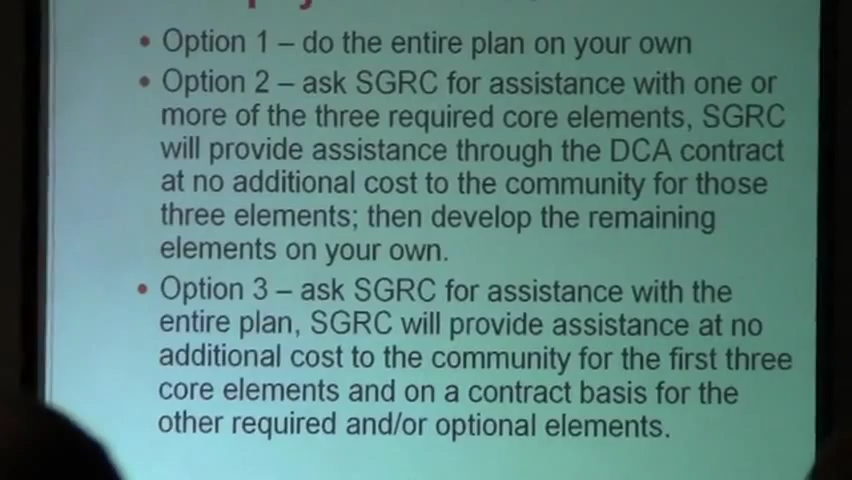 • Option 1 – do the entire plan on your own
• Option 2 – ask SGRC for assistance with one or
more of the three required core elements, SGRC
will provide assistance through the DCA contract
at no additional cost to the community for those
three elements; then develop the remaining
elements on your own.
• Option 3 – ask SGRC for assistance with the
entire plan, SGRC will provide assistance at no
additional cost to the community for the first three
core elements and on a contract basis for the
other required and/or optional elements.